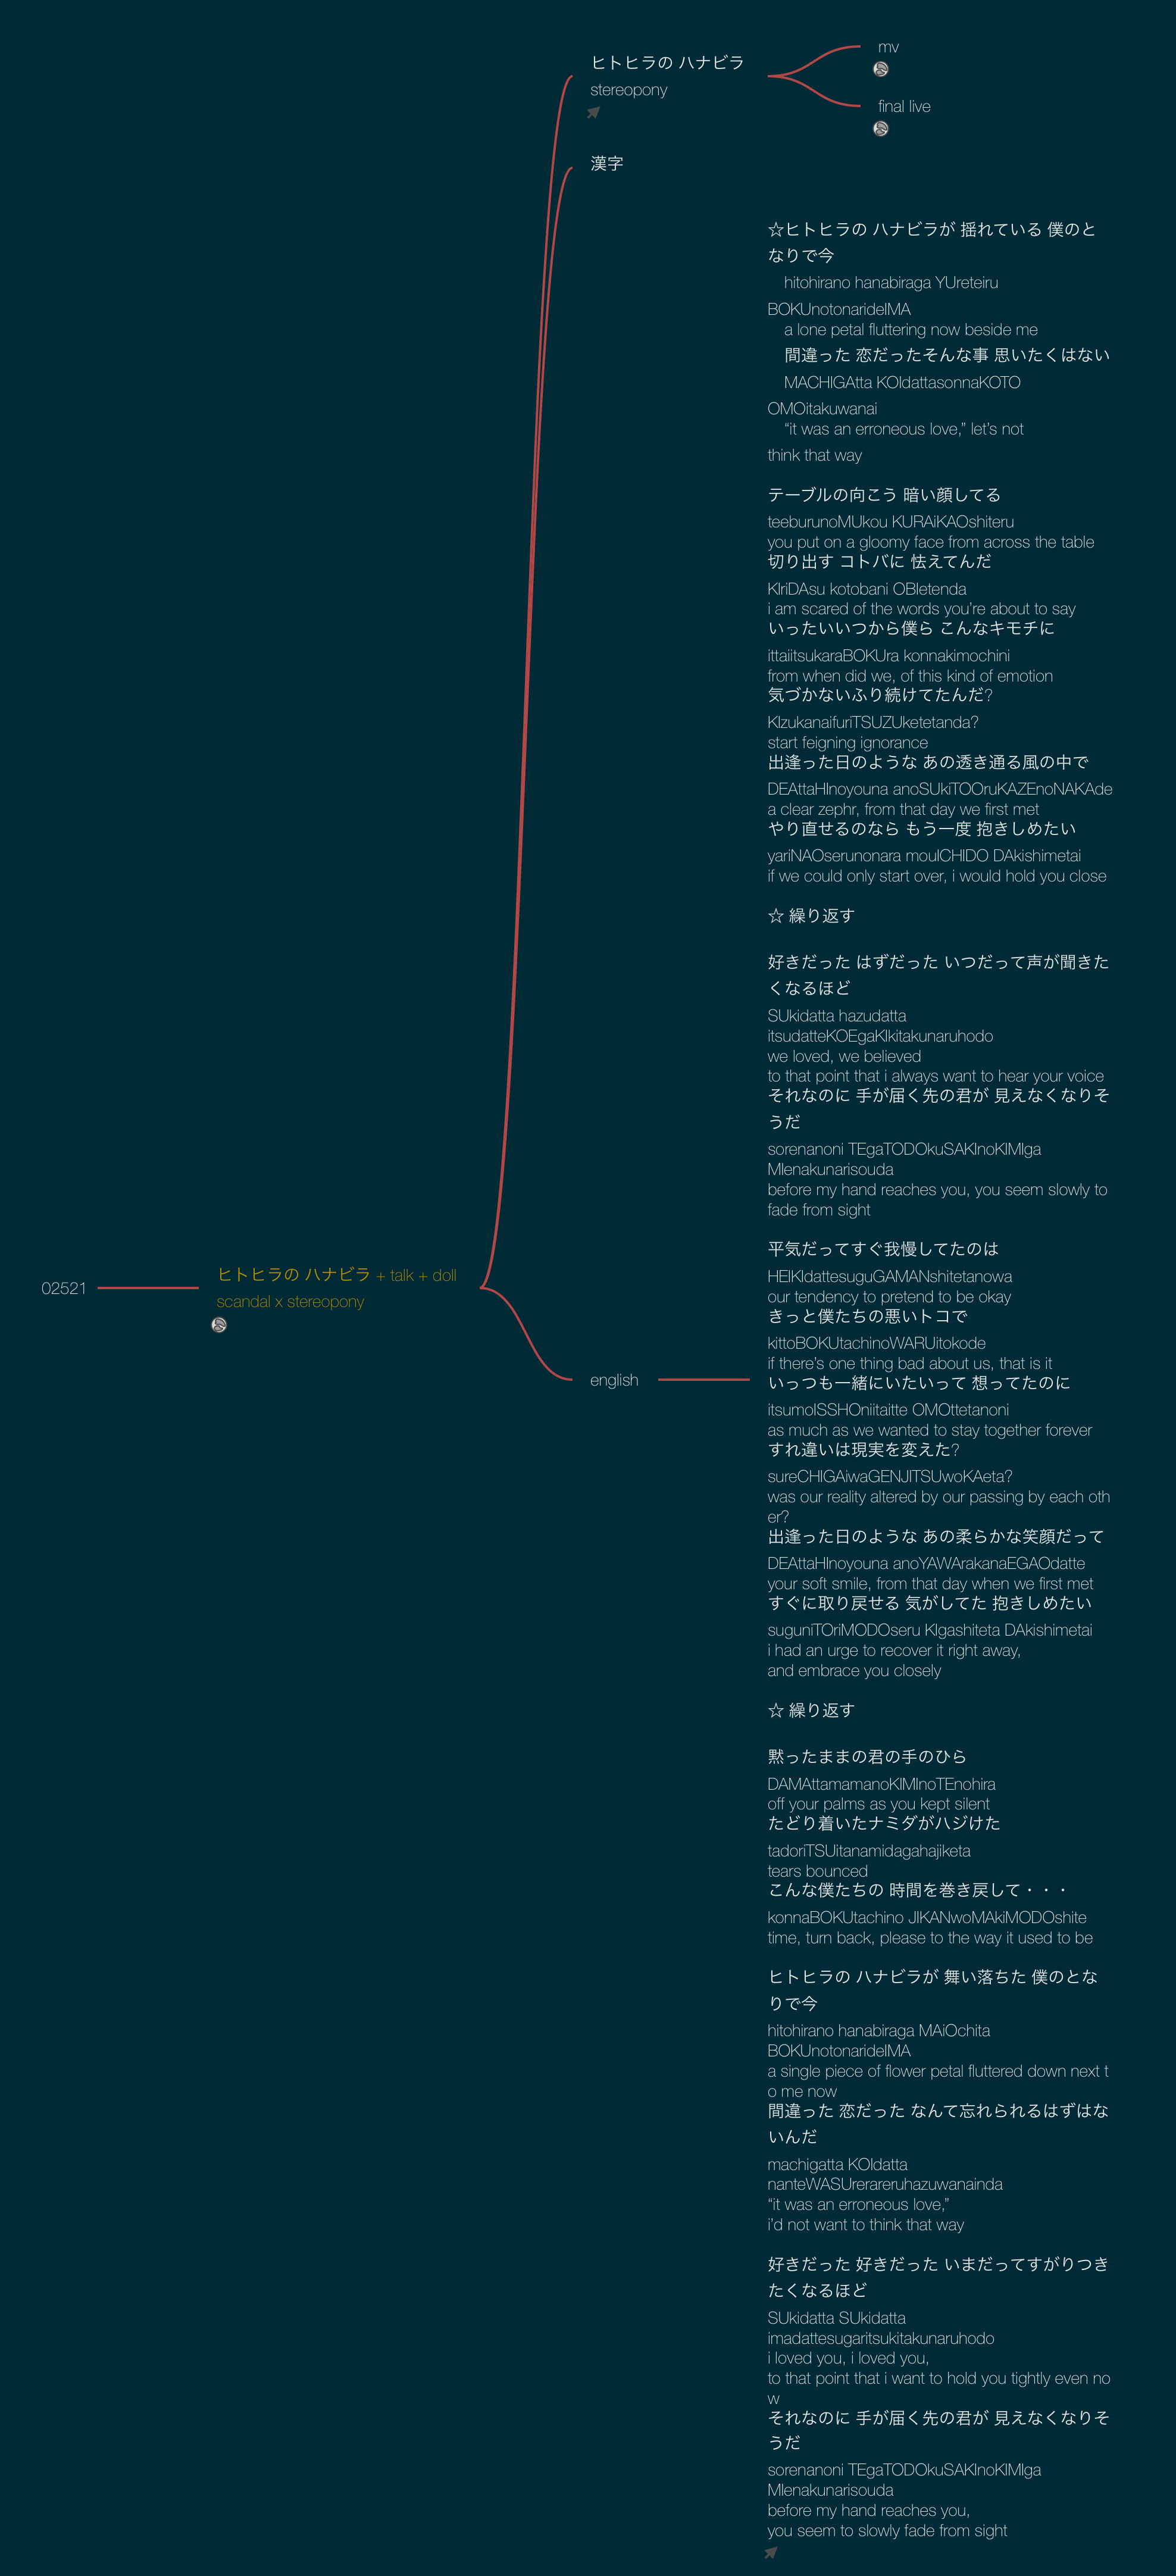 02521
ヒトヒラの ハナビラ + talk + doll
scandal x stereopony
ヒトヒラの ハナビラ
stereopony
mv
final live
漢字
english
☆ヒトヒラの ハナビラが 揺れている 僕のと
なりで今
hitohirano hanabiraga YUreteiru
BOKUnotonarideIMA
a lone petal fluttering now beside me
間違った 恋だったそんな事 思いたくはない
MACHIGAtta KOIdattasonnaKOTO
OMOitakuwanai
“it was an erroneous love,” let’s not
think that way
テーブルの向こう 暗い顔してる
teeburunoMUkou KURAiKAOshiteru
you put on a gloomy face from across the table
切り出す コトバに 怯えてんだ
KIriDAsu kotobani OBIetenda
i am scared of the words you’re about to say
いったいいつから僕ら こんなキモチに
ittaiitsukaraBOKUra konnakimochini
from when did we, of this kind of emotion
気づかないふり続けてたんだ?
KIzukanaifuriTSUZUketetanda?
start feigning ignorance
出逢った日のような あの透き通る風の中で
DEAttaHInoyouna anoSUkiTOOruKAZEnoNAKAde
a clear zephr, from that day we first met
やり直せるのなら もう一度 抱きしめたい
yariNAOserunonara mouICHIDO DAkishimetai
if we could only start over, i would hold you close
☆ 繰り返す
好きだった はずだった いつだって声が聞きた
くなるほど
SUkidatta hazudatta
itsudatteKOEgaKIkitakunaruhodo
we loved, we believed
to that point that i always want to hear your voice
それなのに 手が届く先の君が 見えなくなりそ
うだ
sorenanoni TEgaTODOkuSAKInoKIMIga
MIenakunarisouda
before my hand reaches you, you seem slowly to
fade from sight
平気だってすぐ我慢してたのは
HEIKIdattesuguGAMANshitetanowa
our tendency to pretend to be okay
きっと僕たちの悪いトコで
kittoBOKUtachinoWARUitokode
if there’s one thing bad about us, that is it
いっつも一緒にいたいって 想ってたのに
itsumoISSHOniitaitte OMOttetanoni
as much as we wanted to stay together forever
すれ違いは現実を変えた?
sureCHIGAiwaGENJITSUwoKAeta?
was our reality altered by our passing by each oth
er?
出逢った日のような あの柔らかな笑顔だって
DEAttaHInoyouna anoYAWArakanaEGAOdatte
your soft smile, from that day when we first met
すぐに取り戻せる 気がしてた 抱きしめたい
suguniTOriMODOseru KIgashiteta DAkishimetai
i had an urge to recover it right away,
and embrace you closely
☆ 繰り返す
黙ったままの君の手のひら
DAMAttamamanoKIMInoTEnohira
off your palms as you kept silent
たどり着いたナミダがハジけた
tadoriTSUitanamidagahajiketa
tears bounced
こんな僕たちの 時間を巻き戻して・・・
konnaBOKUtachino JIKANwoMAkiMODOshite
time, turn back, please to the way it used to be
ヒトヒラの ハナビラが 舞い落ちた 僕のとな
りで今
hitohirano hanabiraga MAiOchita
BOKUnotonarideIMA
a single piece of flower petal fluttered down next t
o me now
間違った 恋だった なんて忘れられるはずはな
いんだ
machigatta KOIdatta
nanteWASUrerareruhazuwanainda
“it was an erroneous love,”
i’d not want to think that way
好きだった 好きだった いまだってすがりつき
たくなるほど
SUkidatta SUkidatta
imadattesugaritsukitakunaruhodo
i loved you, i loved you,
to that point that i want to hold you tightly even no
w
それなのに 手が届く先の君が 見えなくなりそ
うだ
sorenanoni TEgaTODOkuSAKInoKIMIga
MIenakunarisouda
before my hand reaches you,
you seem to slowly fade from sight